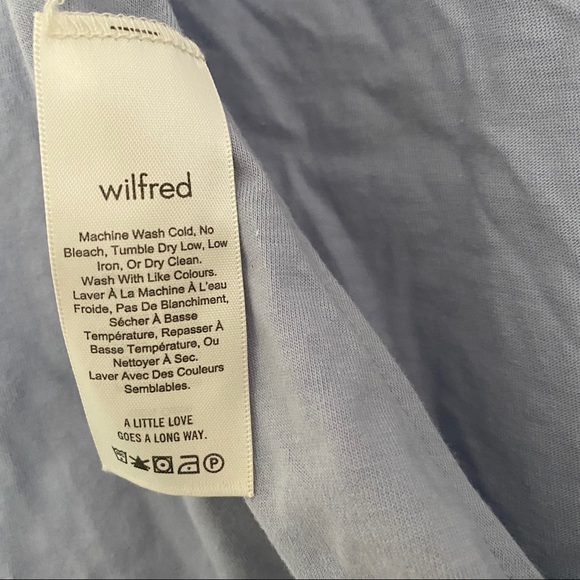 wilfred
Machine Wash Cold, No
Bleach, Tumble Dry Low, Low
Iron, Or Dry Clean.
Wash With Like Colours.
Laver À La Machine À L'eau
Froide, Pas De Blanchiment,
Sécher À Basse
Température, Repasser À
Basse Température, Ou
Nettoyer À Sec.
Laver Avec Des Couleurs
Semblables.
A LITTLE LOVE
GOES A LONG WAY.
P